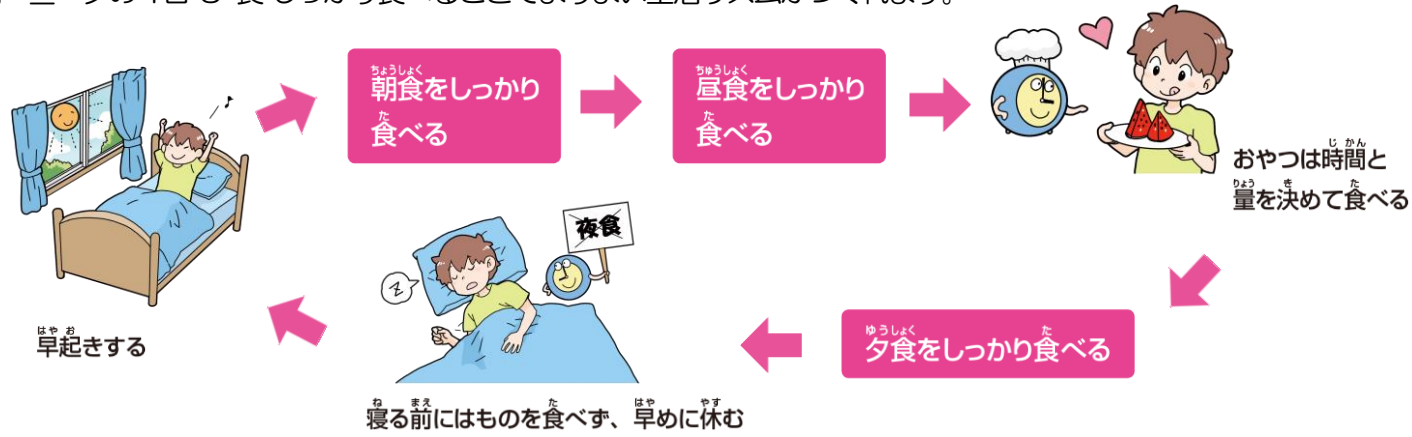 朝食をしっかり
食べる
昼食をしっかり
食べる
おやつは時間と
量を決めて食べる
夕食をしっかり食べる
夜食
寝る前にはものを食べず、早めに休む
早起きする